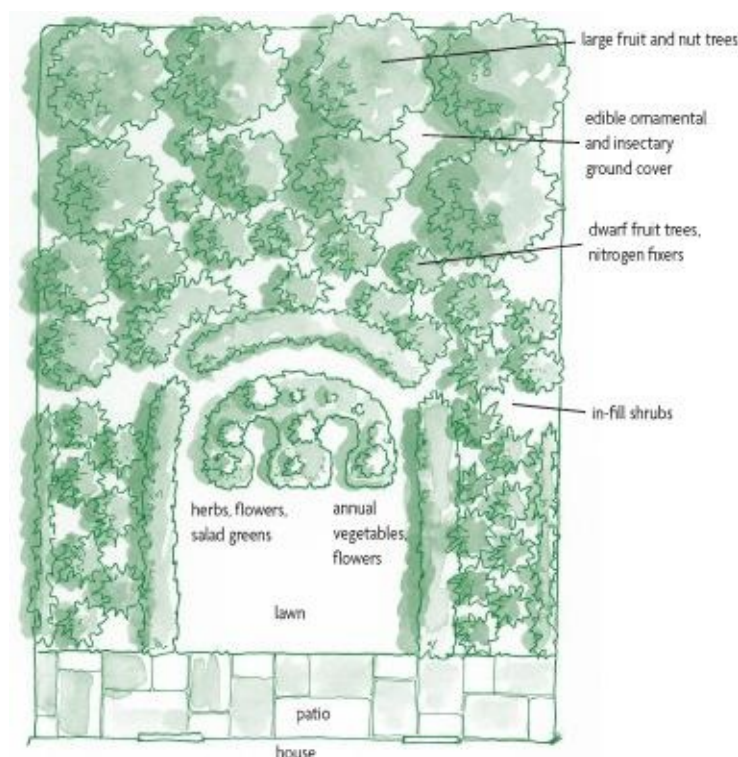 large fruit and nut trees
edible ornamental
and insectary
ground cover
dwarf fruit trees,
nitrogen fixers
in-fill shrubs
herbs, flowers,
salad greens
annual
vegetables,
flowers
lawn
patio
house